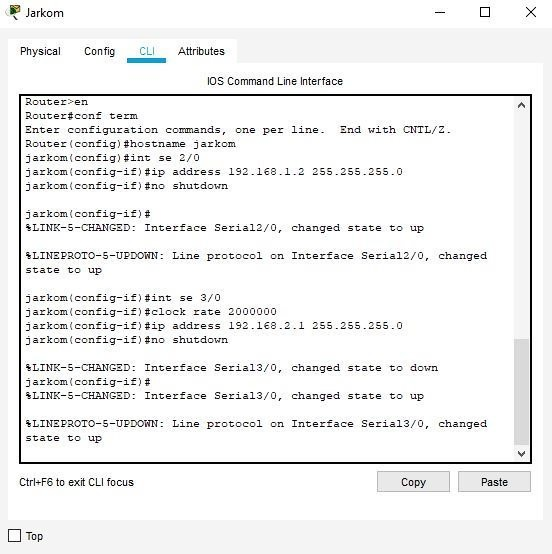 Jarkom
Physical Config CLI Attributes
IOS Command Line Interface
Router>en
Router#conf term
Enter configuration commands, one per line.  End with CNTL/Z.
Router(config)#hostname jarkom
jarkom(config)#int se 2/0
jarkom(config-if)#ip address 192.168.1.2 255.255.255.0
jarkom(config-if)#no shutdown
jarkom(config-if)#
%LINK-5-CHANGED: Interface Serial2/0, changed state to up
%LINEPROTO-5-UPDOWN: Line protocol on Interface Serial2/0, changed
state to up
jarkom(config-if)#int se 3/0
jarkom(config-if)#clock rate 2000000
jarkom(config-if)#ip address 192.168.2.1 255.255.255.0
jarkom(config-if)#no shutdown
%LINK-5-CHANGED: Interface Serial3/0, changed state to down
jarkom(config-if)#
%LINK-5-CHANGED: Interface Serial3/0, changed state to up
%LINEPROTO-5-UPDOWN: Line protocol on Interface Serial3/0, changed
state to up
Ctrl+F6 to exit CLI focus
Copy Paste
Top